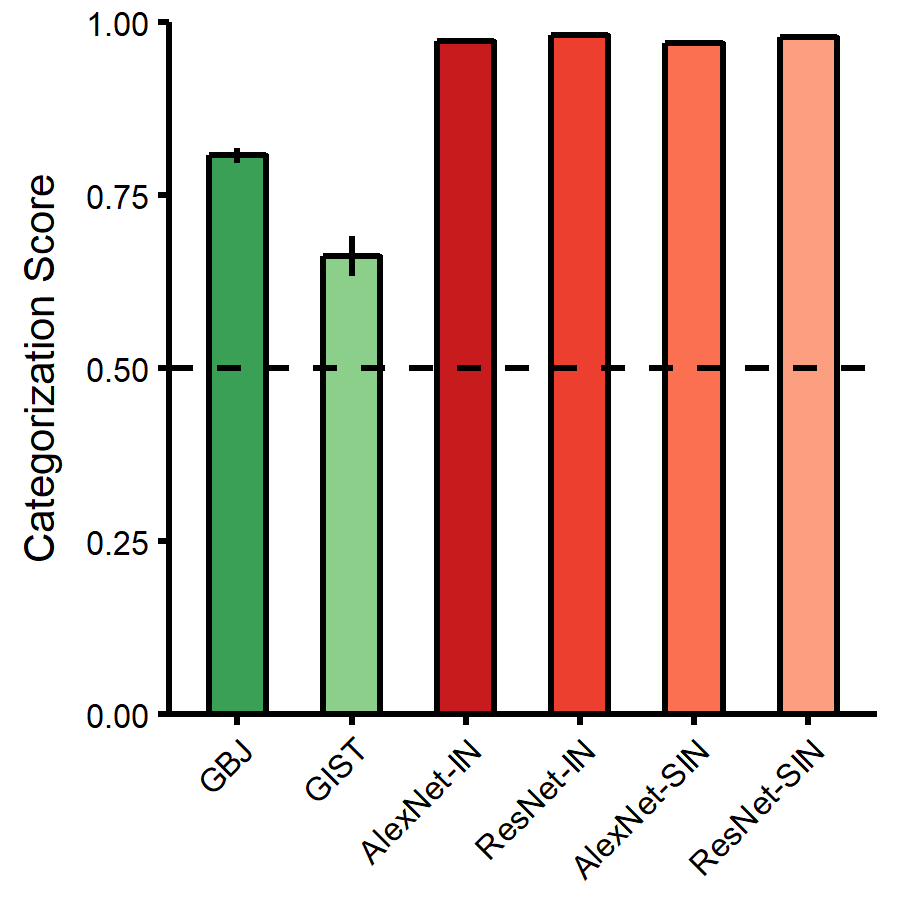 Categorization Score
1.00
0.75
0.50
0.25
0.00
GBJ
GIST
AlexNet-IN
ResNet-IN
AlexNet-SIN
ResNet-SIN